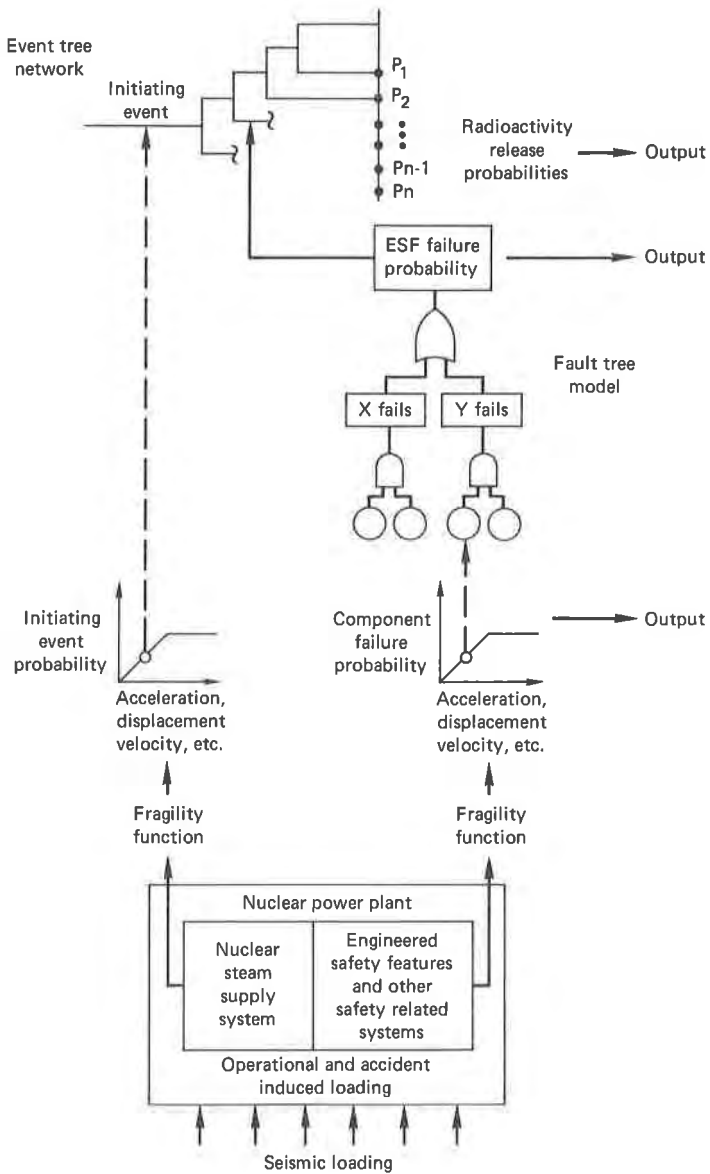 Event tree
network
Initiating
event
P1
P2
Pn-1
Pn
Radioactivity
release
probabilities
Output
ESF failure
probability
Output
Fault tree
model
X fails
Y fails
Initiating
event
probability
Acceleration,
displacement
velocity, etc.
Component
failure
probability
Output
Acceleration,
displacement
velocity, etc.
Fragility
function
Fragility
function
Nuclear power plant
Nuclear
steam
supply
system
Engineered
safety features
and other
safety related
systems
Operational and accident
induced loading
Seismic loading